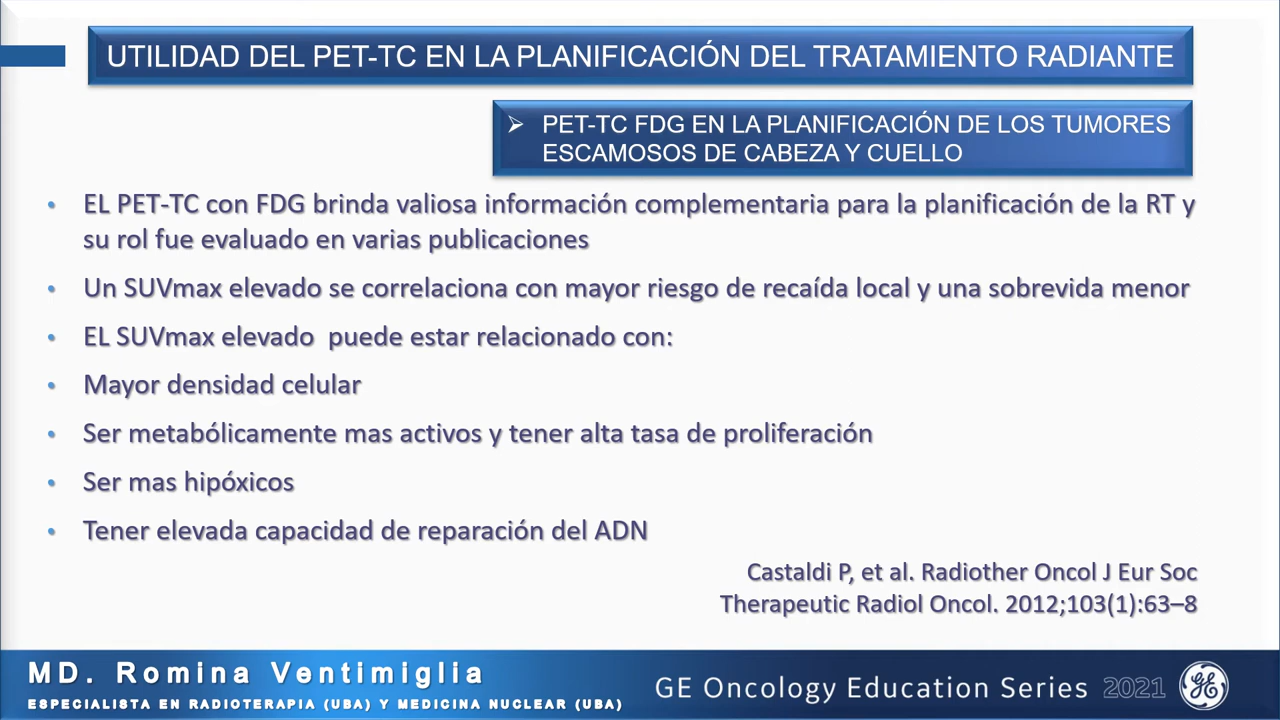 UTILIDAD DEL PET-TC EN LA PLANIFICACIÓN DEL TRATAMIENTO RADIANTE
➢ PET-TC FDG EN LA PLANIFICACIÓN DE LOS TUMORES
ESCAMOSOS DE CABEZA Y CUELLO
• EL PET-TC con FDG brinda valiosa información complementaria para la planificación de la RT y
su rol fue evaluado en varias publicaciones
• Un SUVmax elevado se correlaciona con mayor riesgo de recaída local y una sobrevida menor
• EL SUVmax elevado puede estar relacionado con:
• Mayor densidad celular
• Ser metabólicamente mas activos y tener alta tasa de proliferación
• Ser mas hipóxicos
• Tener elevada capacidad de reparación del ADN
Castaldi P, et al. Radiother Oncol J Eur Soc
Therapeutic Radiol Oncol. 2012;103(1):63–8
MD. Romina Ventimiglia
ESPECIALISTA EN RADIOTERAPIA (UBA) Y MEDICINA NUCLEAR (UBA)
GE Oncology Education Series 2021
GE